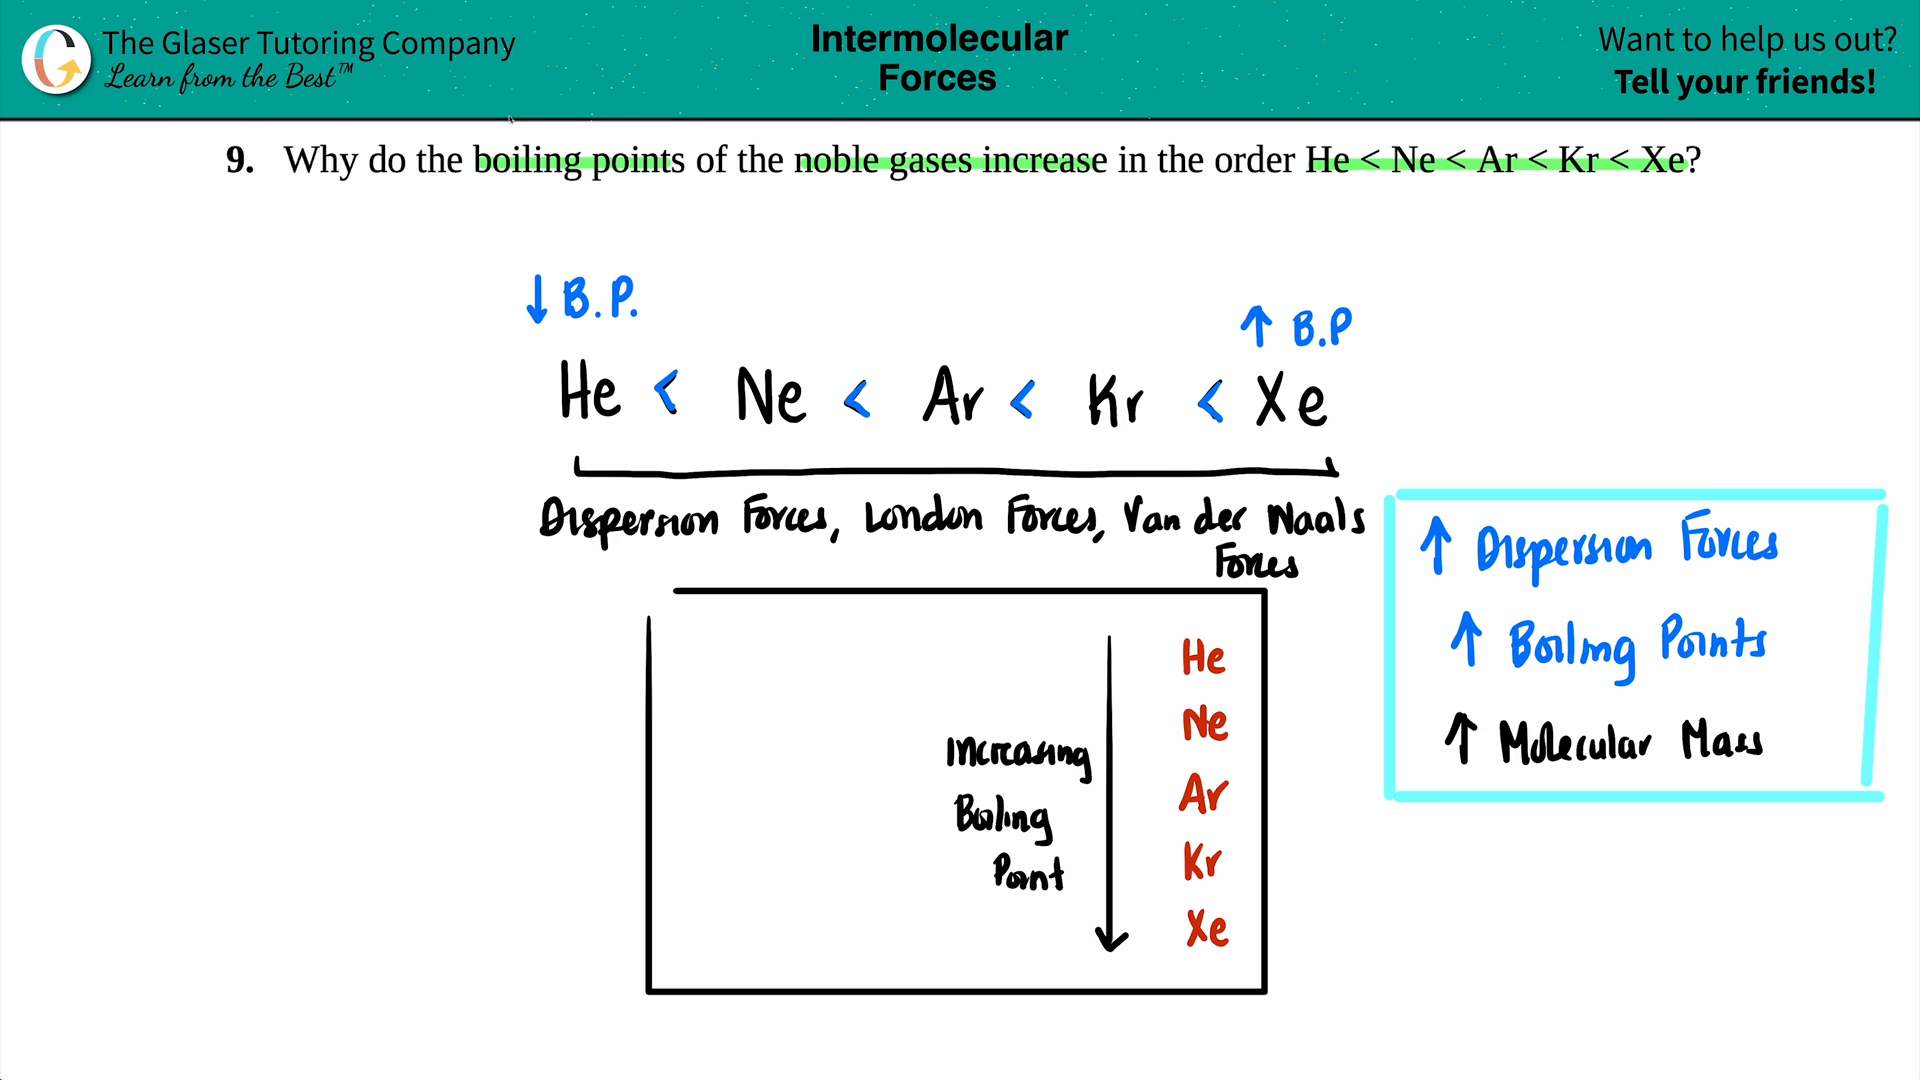 The Glaser Tutoring Company
Learn from the Best™
Intermolecular
Forces
Want to help us out?
Tell your friends!
9. Why do the boiling points of the noble gases increase in the order He < Ne < Ar < Kr < Xe?
↓ B.P.
↑ B.P
He < Ne < Ar < Kr < Xe
Dispersion Forces, London Forces, Van der Waals
Forces
↑ Dispersion Forces
↑ Boiling Points
↑ Molecular Mass
Increasing
Boiling
Point
He
Ne
Ar
Kr
Xe